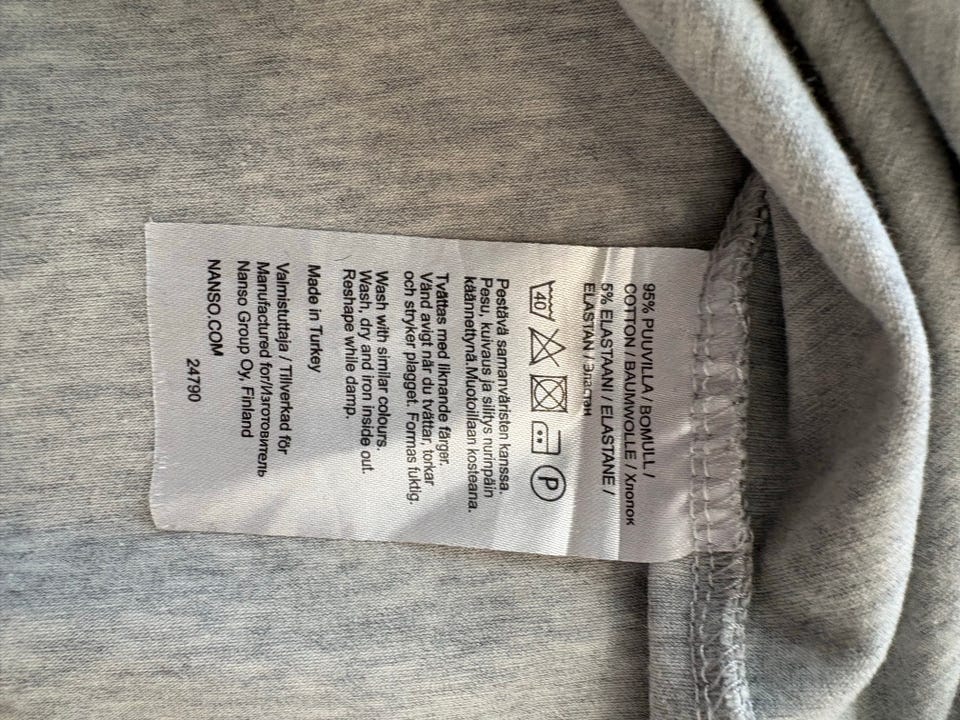 95% PUUVILLA / BOMULL /
COTTON / BAUMWOLLE / Хлопок
5% ELASTAANI / ELASTANE /
ELASTAN / Эластан
40 P
Pestävä samanväristen kanssa.
Pesu, kuivaus ja silitys nurinpäin
käännettynä.Muotoillaan kosteana.
Tvättas med liknande färger.
Vänd avigt när du tvättar, torkar
och stryker plagget. Formas fuktig.
Wash with similar colours.
Wash, dry and iron inside out.
Reshape while damp.
Made in Turkey
Valmistuttaja / Tillverkad för
Manufactured for/Изготовитель
Nanso Group Oy, Finland
NANSO.COM
24790